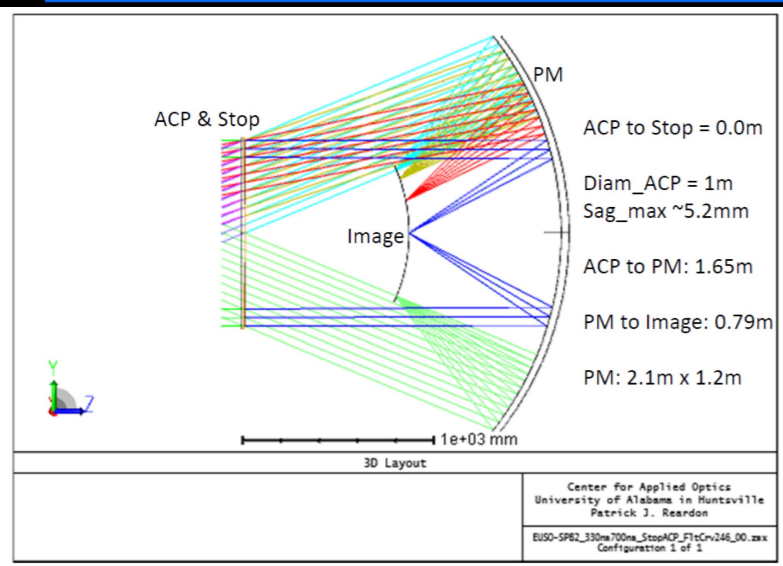 PM
ACP & Stop
ACP to Stop = 0.0m
Diam_ACP = 1m
Sag_max ~5.2mm
Image
ACP to PM: 1.65m
PM to Image: 0.79m
PM: 2.1m x 1.2m
Y
Z
1e+03 mm
3D Layout
Center for Applied Optics
University of Alabama in Huntsville
Patrick J. Reardon
EUSO-SPB2_330nm700nm_StopACP_FltCrv246_00.zmx
Configuration 1 of 1